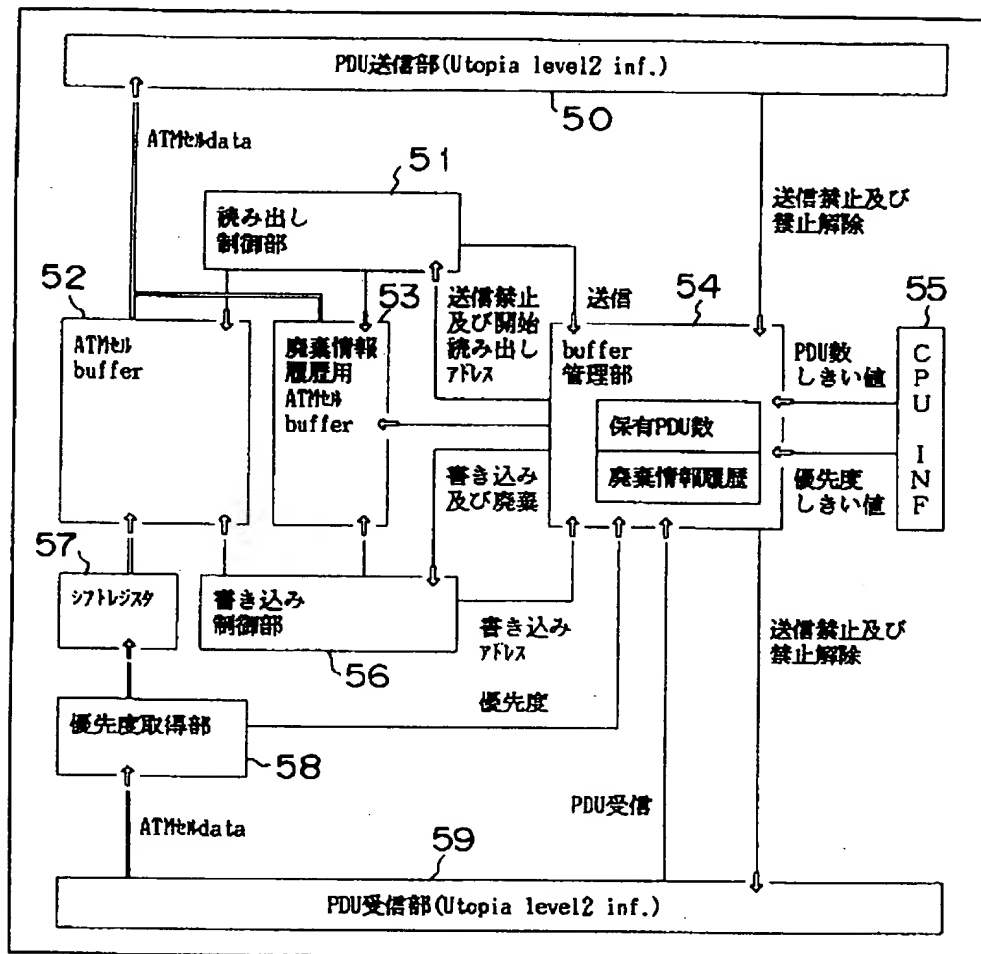 PDU送信部(Utopia level2 inf.)
50
ATMセルdata
51
読み出し
制御部
送信禁止及び
禁止解除
52
ATMセル
buffer
53
廃棄情報
履歴用
ATMセル
buffer
送信禁止
及び開始
読み出し
アドレス
送信
54
buffer
管理部
保有PDU数
廃棄情報履歴
PDU数
しきい値
優先度
しきい値
55
CPU INF
書き込み
及び廃棄
57
シフトレジスタ
書き込み
制御部
56
書き込み
アドレス
送信禁止及び
禁止解除
優先度取得部
58
優先度
ATMセルdata
PDU受信
59
PDU受信部(Utopia level2 inf.)